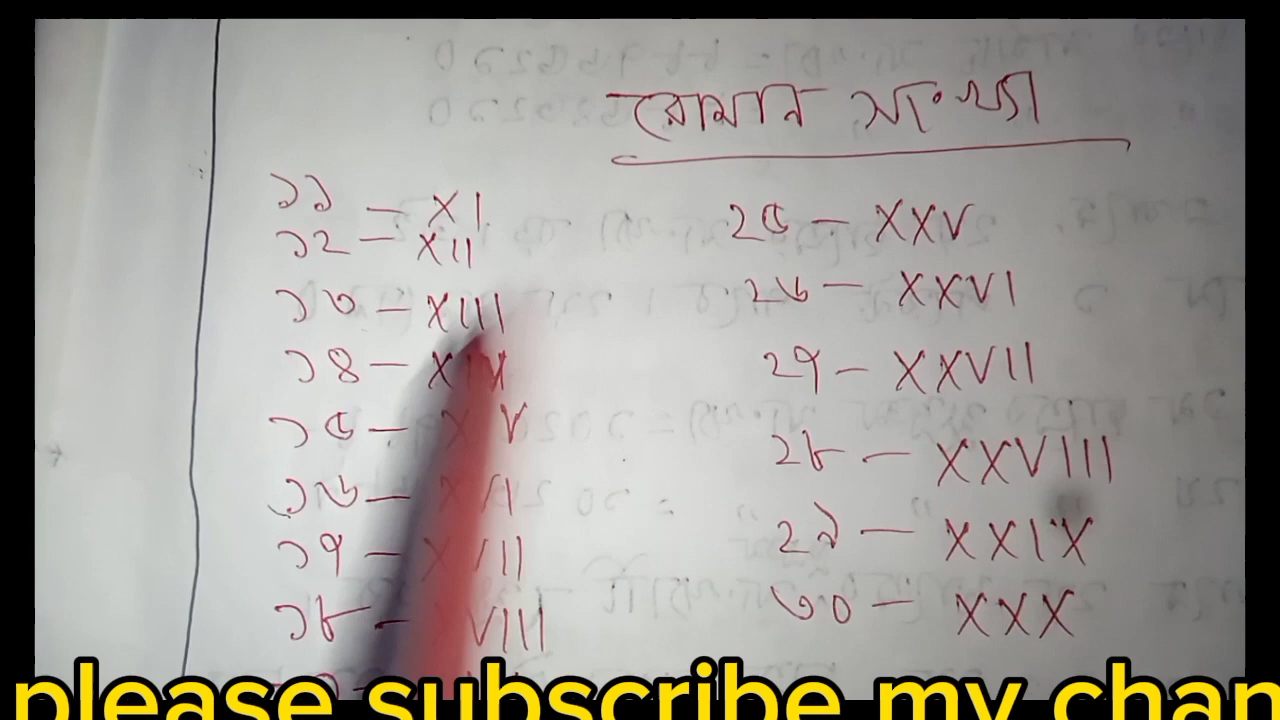 রোমান সংখ্যা
১১ – XI
১২ – XII
১৩ – XIII
১৪ – XIX
১৫ – XV
১৬ – XVI
১৭ – XVII
১৮ – XVIII
২৫ – XXV
২৬ – XXVI
২৭ – XXVII
২৮ – XXVIII
২৯ – XXIX
৩০ – XXX
please subscribe my chan